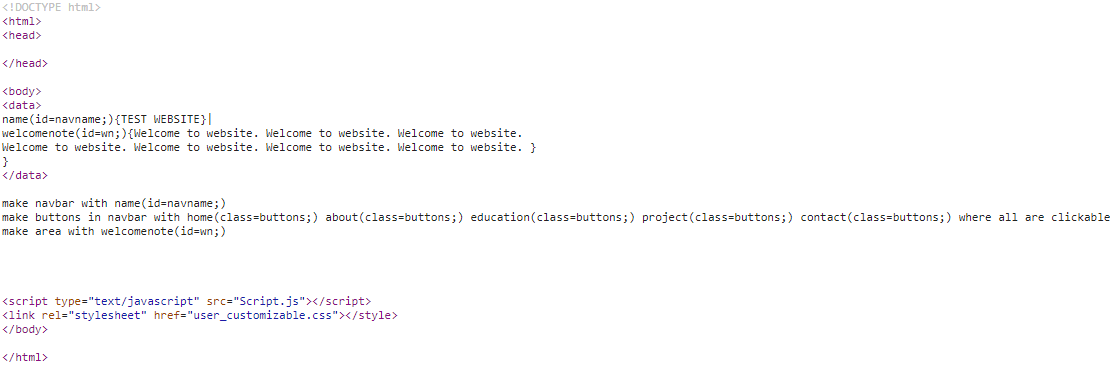 <!DOCTYPE html>
<html>
<head>
</head>
<body>
<data>
name(id=navname;){TEST WEBSITE}
welcomenote(id=wn;){Welcome to website. Welcome to website. Welcome to website.
Welcome to website. Welcome to website. Welcome to website. Welcome to website. }
}
</data>
make navbar with name(id=navname;)
make buttons in navbar with home(class=buttons;) about(class=buttons;) education(class=buttons;) project(class=buttons;) contact(class=buttons;) where all are clickable
make area with welcomenote(id=wn;)
<script type="text/javascript" src="Script.js"></script>
<link rel="stylesheet" href="user_customizable.css"></style>
</body>
</html>